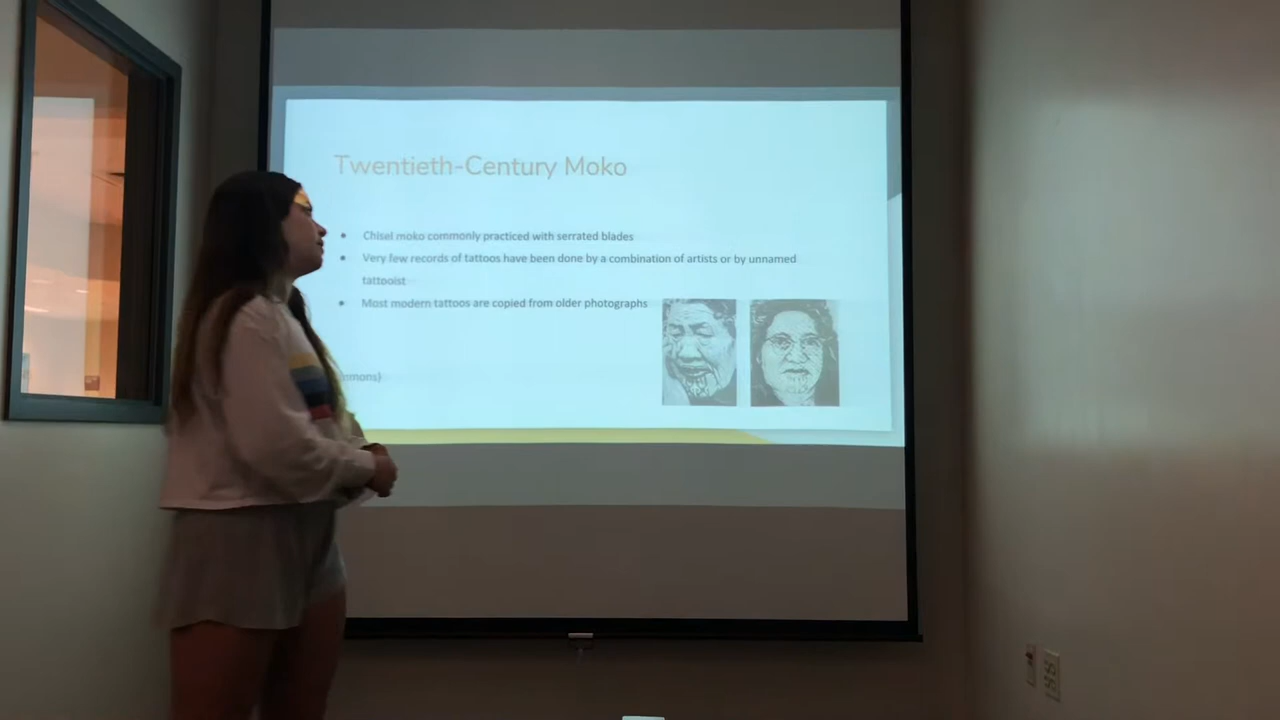 Twentieth-Century Moko
● Chisel moko commonly practiced with serrated blades
● Very few records of tattoos have been done by a combination of artists or by unnamed
tattooist
● Most modern tattoos are copied from older photographs